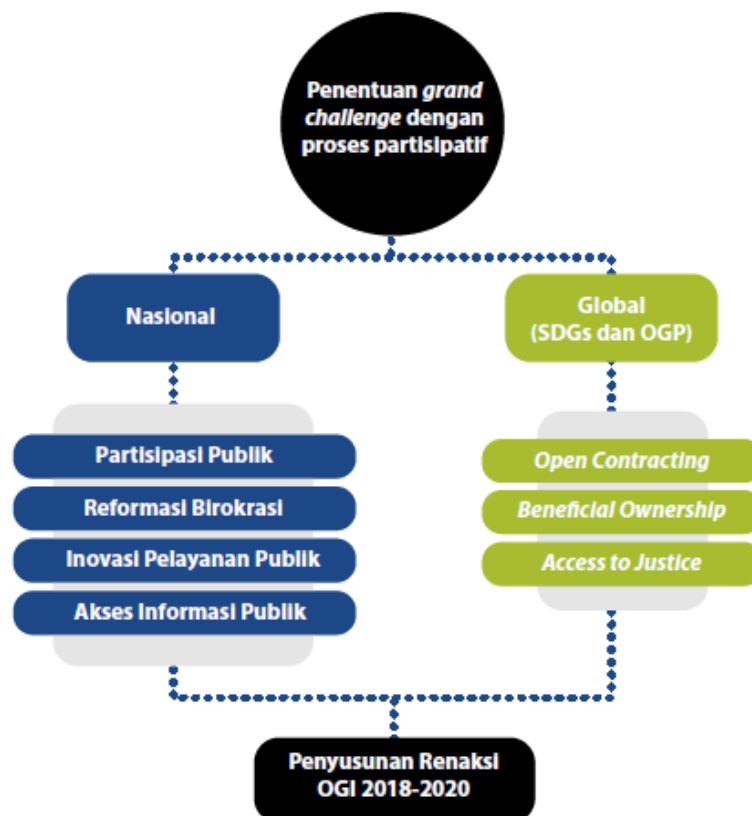 Penentuan grand
challenge dengan
proses partisipatif
Nasional
Global
(SDGs dan OGP)
Partisipasi Publik
Reformasi Birokrasi
Inovasi Pelayanan Publik
Akses Informasi Publik
Open Contracting
Beneficial Ownership
Access to Justice
Penyusunan Renaksi
OGI 2018-2020